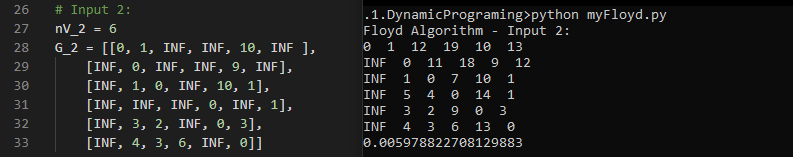 26 # Input 2:
27 nV_2 = 6
28 G_2 = [[0, 1, INF, INF, 10, INF ],
29 [INF, 0, INF, INF, 9, INF],
30 [INF, 1, 0, INF, 10, 1],
31 [INF, INF, INF, 0, INF, 1],
32 [INF, 3, 2, INF, 0, 3],
33 [INF, 4, 3, 6, INF, 0]]
.1.DynamicPrograming>python myFloyd.py
Floyd Algorithm - Input 2:
0 1 12 19 10 13
INF 0 11 18 9 12
INF 1 0 7 10 1
INF 5 4 0 14 1
INF 3 2 9 0 3
INF 4 3 6 13 0
0.005978822708129883